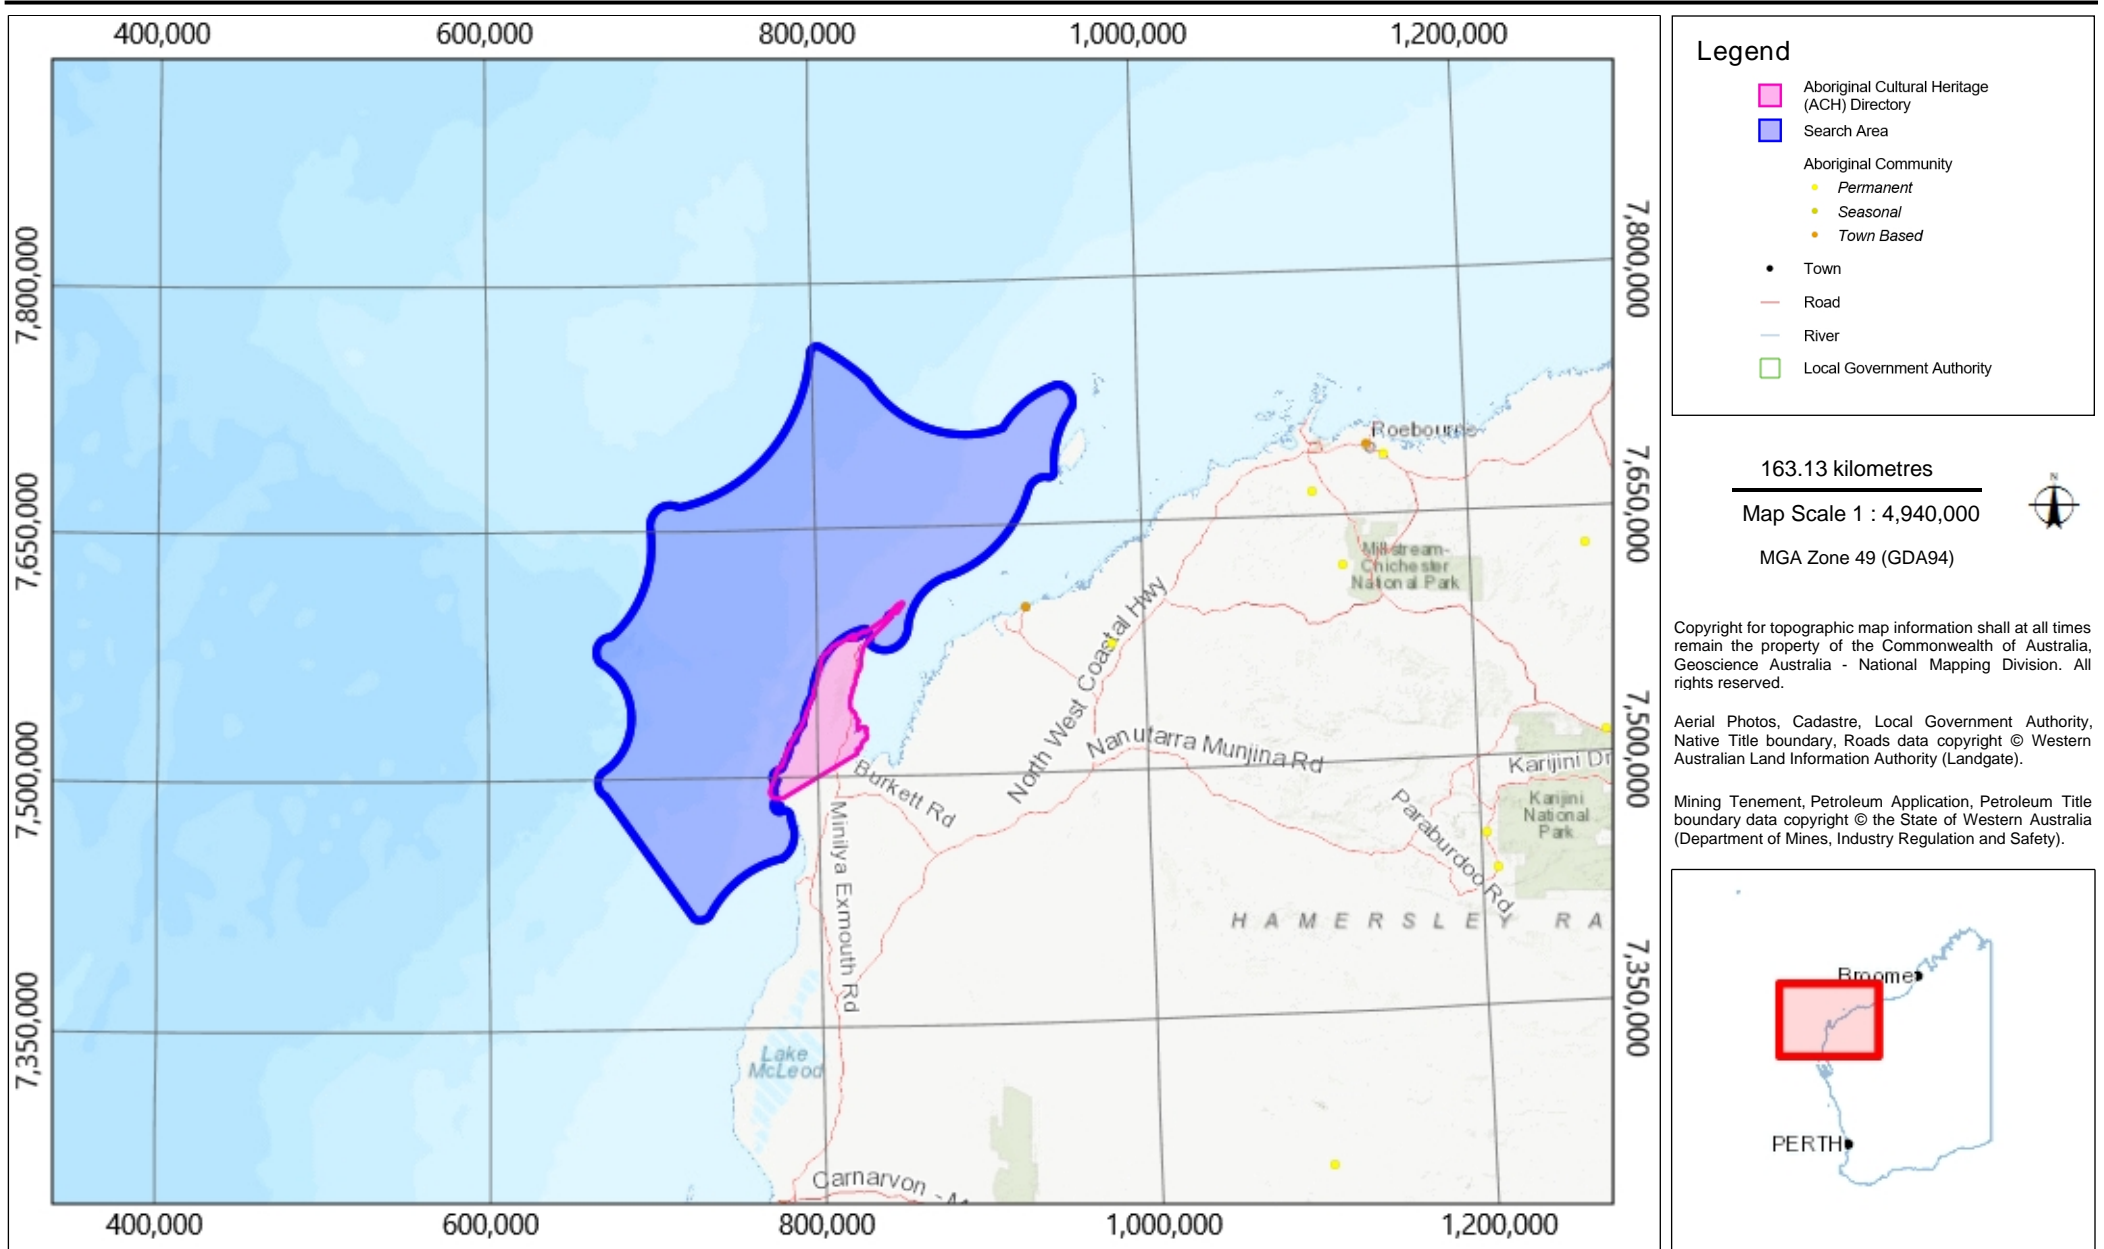 400,000
600,000
800,000
1,000,000
1,200,000
7,800,000
7,650,000
7,500,000
7,350,000
7,800,000
7,650,000
7,500,000
7,350,000
Roebourne
Millstream-
Chichester
National Park
North West Coastal Hwy
Nanutarra Munjina Rd
Karijini Dr
Burkett Rd
Minilya Exmouth Rd
Paraburdoo Rd
Karijini
National
Park
HAMERSLEY RA
Lake
McLeod
Carnarvon - M
400,000
600,000
800,000
1,000,000
1,200,000
Legend
Aboriginal Cultural Heritage
(ACH) Directory
Search Area
Aboriginal Community
Permanent
Seasonal
Town Based
Town
Road
River
Local Government Authority
163.13 kilometres
Map Scale 1 : 4,940,000
MGA Zone 49 (GDA94)
N
Copyright for topographic map information shall at all times
remain the property of the Commonwealth of Australia,
Geoscience Australia - National Mapping Division. All
rights reserved.
Aerial Photos, Cadastre, Local Government Authority,
Native Title boundary, Roads data copyright © Western
Australian Land Information Authority (Landgate).
Mining Tenement, Petroleum Application, Petroleum Title
boundary data copyright © the State of Western Australia
(Department of Mines, Industry Regulation and Safety).
Broome
PERTH